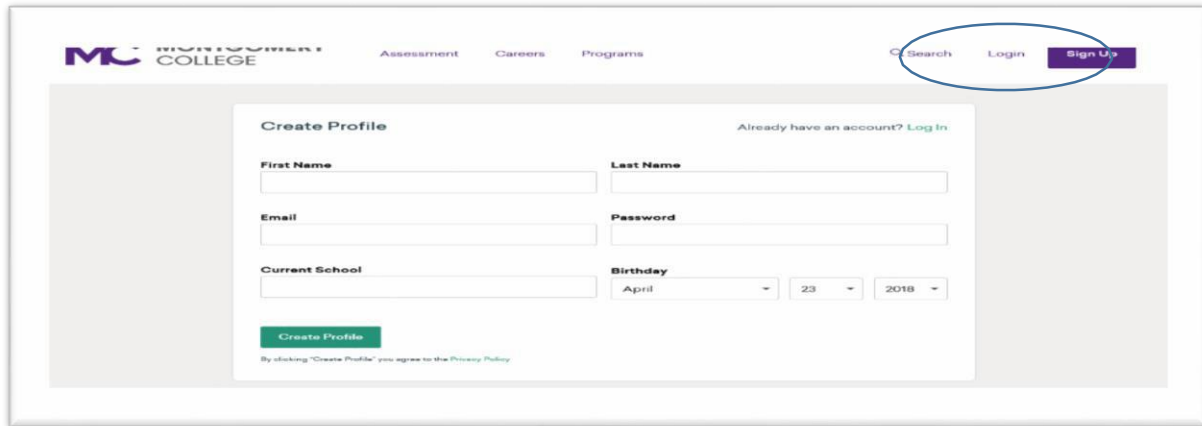 MC MONTGOMERY COLLEGE Assessment Careers Programs Search Login Sign Up
Create Profile Already have an account? Log In
First Name Last Name
Email Password
Current School Birthday
April 23 2018
Create Profile
By clicking "Create Profile" you agree to the Privacy Policy